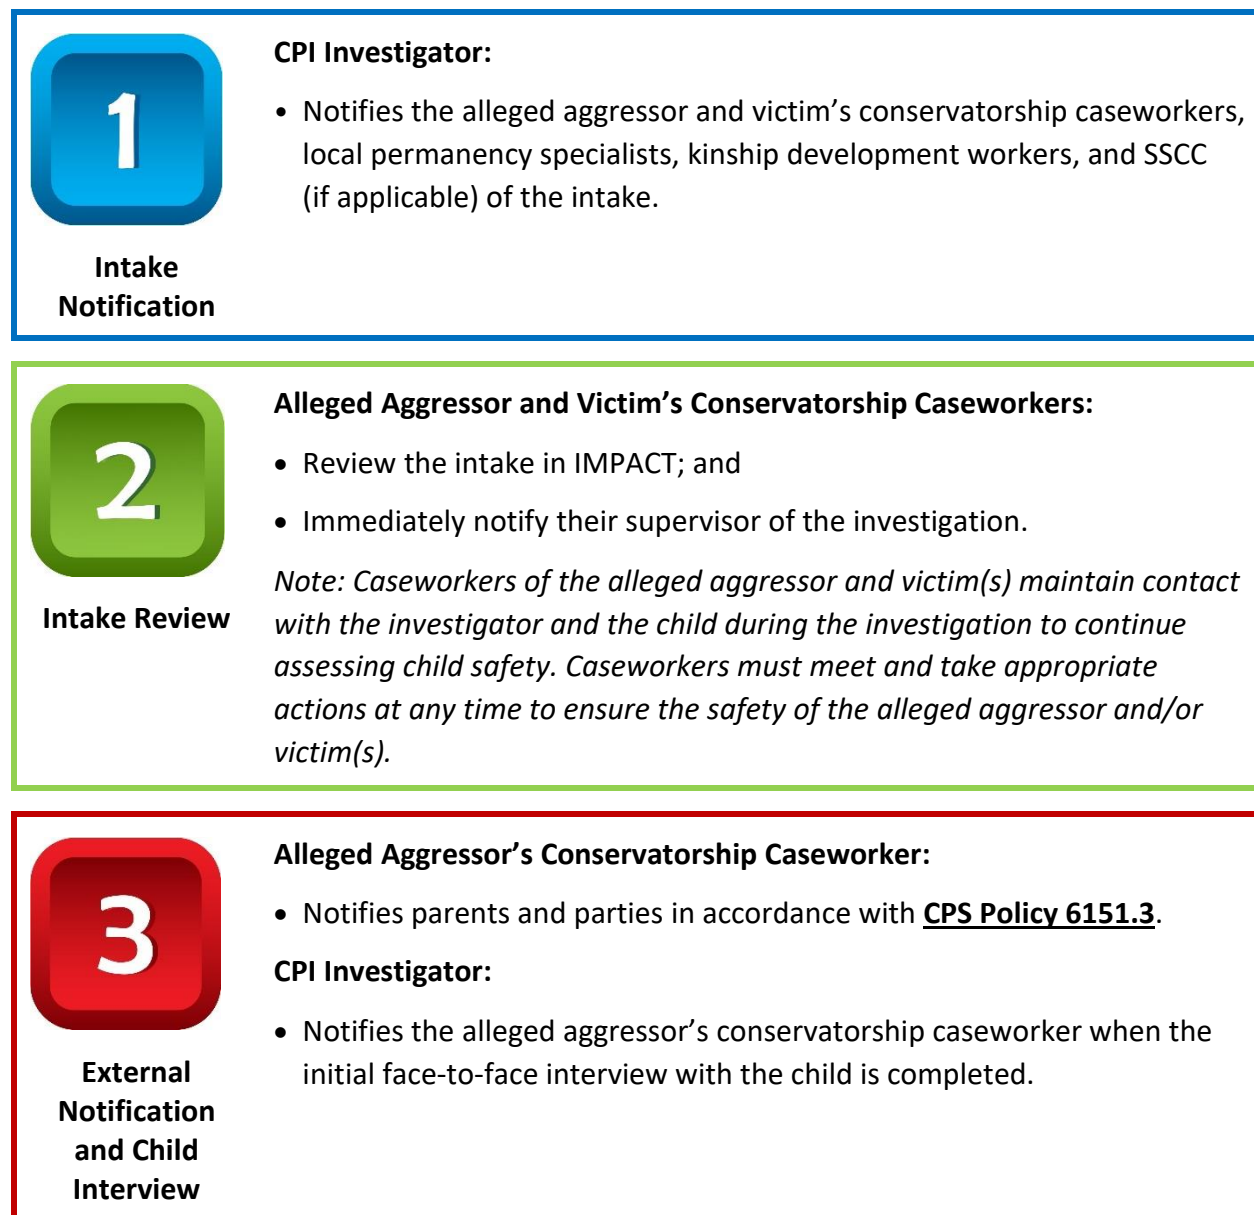 1
Intake
Notification
CPI Investigator:
• Notifies the alleged aggressor and victim’s conservatorship caseworkers,
local permanency specialists, kinship development workers, and SSCC
(if applicable) of the intake.
2
Intake Review
Alleged Aggressor and Victim’s Conservatorship Caseworkers:
• Review the intake in IMPACT; and
• Immediately notify their supervisor of the investigation.
Note: Caseworkers of the alleged aggressor and victim(s) maintain contact
with the investigator and the child during the investigation to continue
assessing child safety. Caseworkers must meet and take appropriate
actions at any time to ensure the safety of the alleged aggressor and/or
victim(s).
3
External
Notification
and Child
Interview
Alleged Aggressor’s Conservatorship Caseworker:
• Notifies parents and parties in accordance with CPS Policy 6151.3.
CPI Investigator:
• Notifies the alleged aggressor’s conservatorship caseworker when the
initial face-to-face interview with the child is completed.